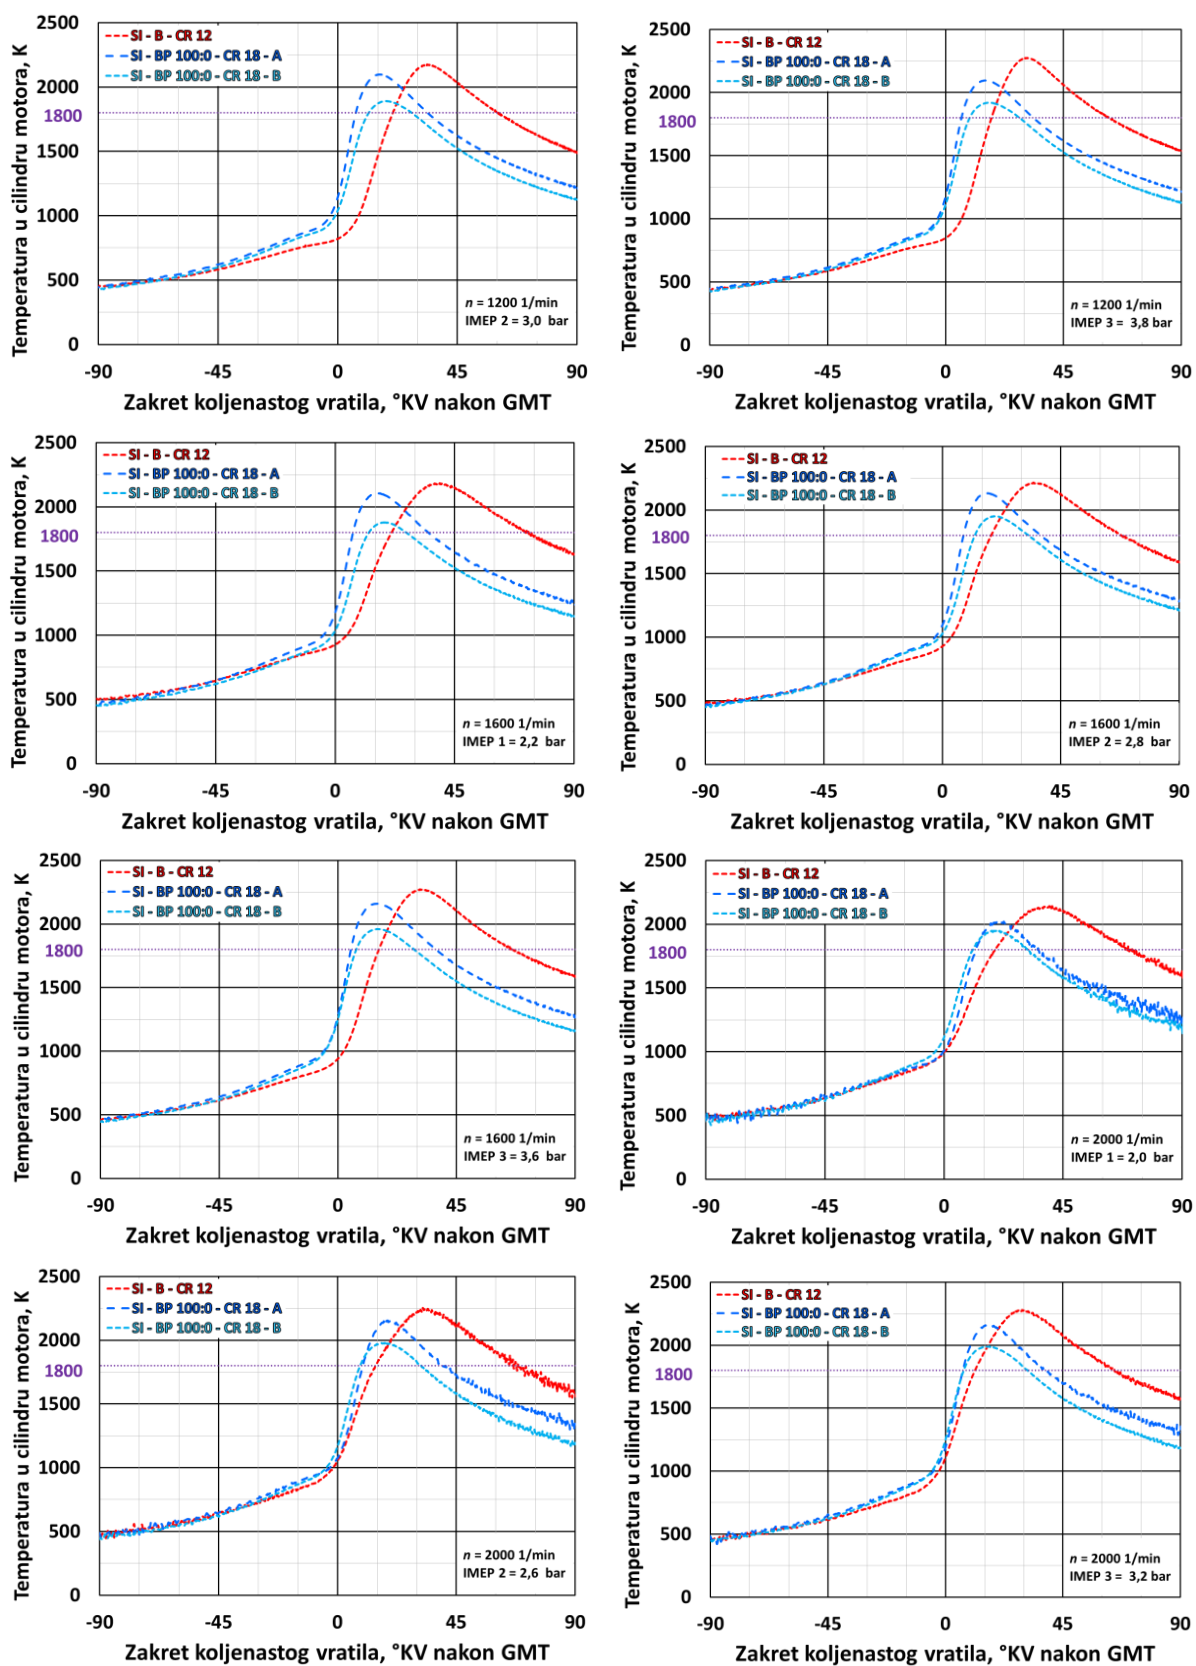 Temperatura u cilindru motora, K
2500
2000
1800
1500
1000
500
0
SI - B - CR 12
SI - BP 100:0 - CR 18 - A
SI - BP 100:0 - CR 18 - B
n = 1200 1/min
IMEP 2 = 3,0 bar
-90 -45 0 45 90
Zakret koljenastog vratila, °KV nakon GMT
Temperatura u cilindru motora, K
2500
2000
1800
1500
1000
500
0
SI - B - CR 12
SI - BP 100:0 - CR 18 - A
SI - BP 100:0 - CR 18 - B
n = 1200 1/min
IMEP 3 = 3,8 bar
-90 -45 0 45 90
Zakret koljenastog vratila, °KV nakon GMT
Temperatura u cilindru motora, K
2500
2000
1800
1500
1000
500
0
SI - B - CR 12
SI - BP 100:0 - CR 18 - A
SI - BP 100:0 - CR 18 - B
n = 1600 1/min
IMEP 1 = 2,2 bar
-90 -45 0 45 90
Zakret koljenastog vratila, °KV nakon GMT
Temperatura u cilindru motora, K
2500
2000
1800
1500
1000
500
0
SI - B - CR 12
SI - BP 100:0 - CR 18 - A
SI - BP 100:0 - CR 18 - B
n = 1600 1/min
IMEP 2 = 2,8 bar
-90 -45 0 45 90
Zakret koljenastog vratila, °KV nakon GMT
Temperatura u cilindru motora, K
2500
2000
1800
1500
1000
500
0
SI - B - CR 12
SI - BP 100:0 - CR 18 - A
SI - BP 100:0 - CR 18 - B
n = 1600 1/min
IMEP 3 = 3,6 bar
-90 -45 0 45 90
Zakret koljenastog vratila, °KV nakon GMT
Temperatura u cilindru motora, K
2500
2000
1800
1500
1000
500
0
SI - B - CR 12
SI - BP 100:0 - CR 18 - A
SI - BP 100:0 - CR 18 - B
n = 2000 1/min
IMEP 1 = 2,0 bar
-90 -45 0 45 90
Zakret koljenastog vratila, °KV nakon GMT
Temperatura u cilindru motora, K
2500
2000
1800
1500
1000
500
0
SI - B - CR 12
SI - BP 100:0 - CR 18 - A
SI - BP 100:0 - CR 18 - B
n = 2000 1/min
IMEP 2 = 2,6 bar
-90 -45 0 45 90
Zakret koljenastog vratila, °KV nakon GMT
Temperatura u cilindru motora, K
2500
2000
1800
1500
1000
500
0
SI - B - CR 12
SI - BP 100:0 - CR 18 - A
SI - BP 100:0 - CR 18 - B
n = 2000 1/min
IMEP 3 = 3,2 bar
-90 -45 0 45 90
Zakret koljenastog vratila, °KV nakon GMT